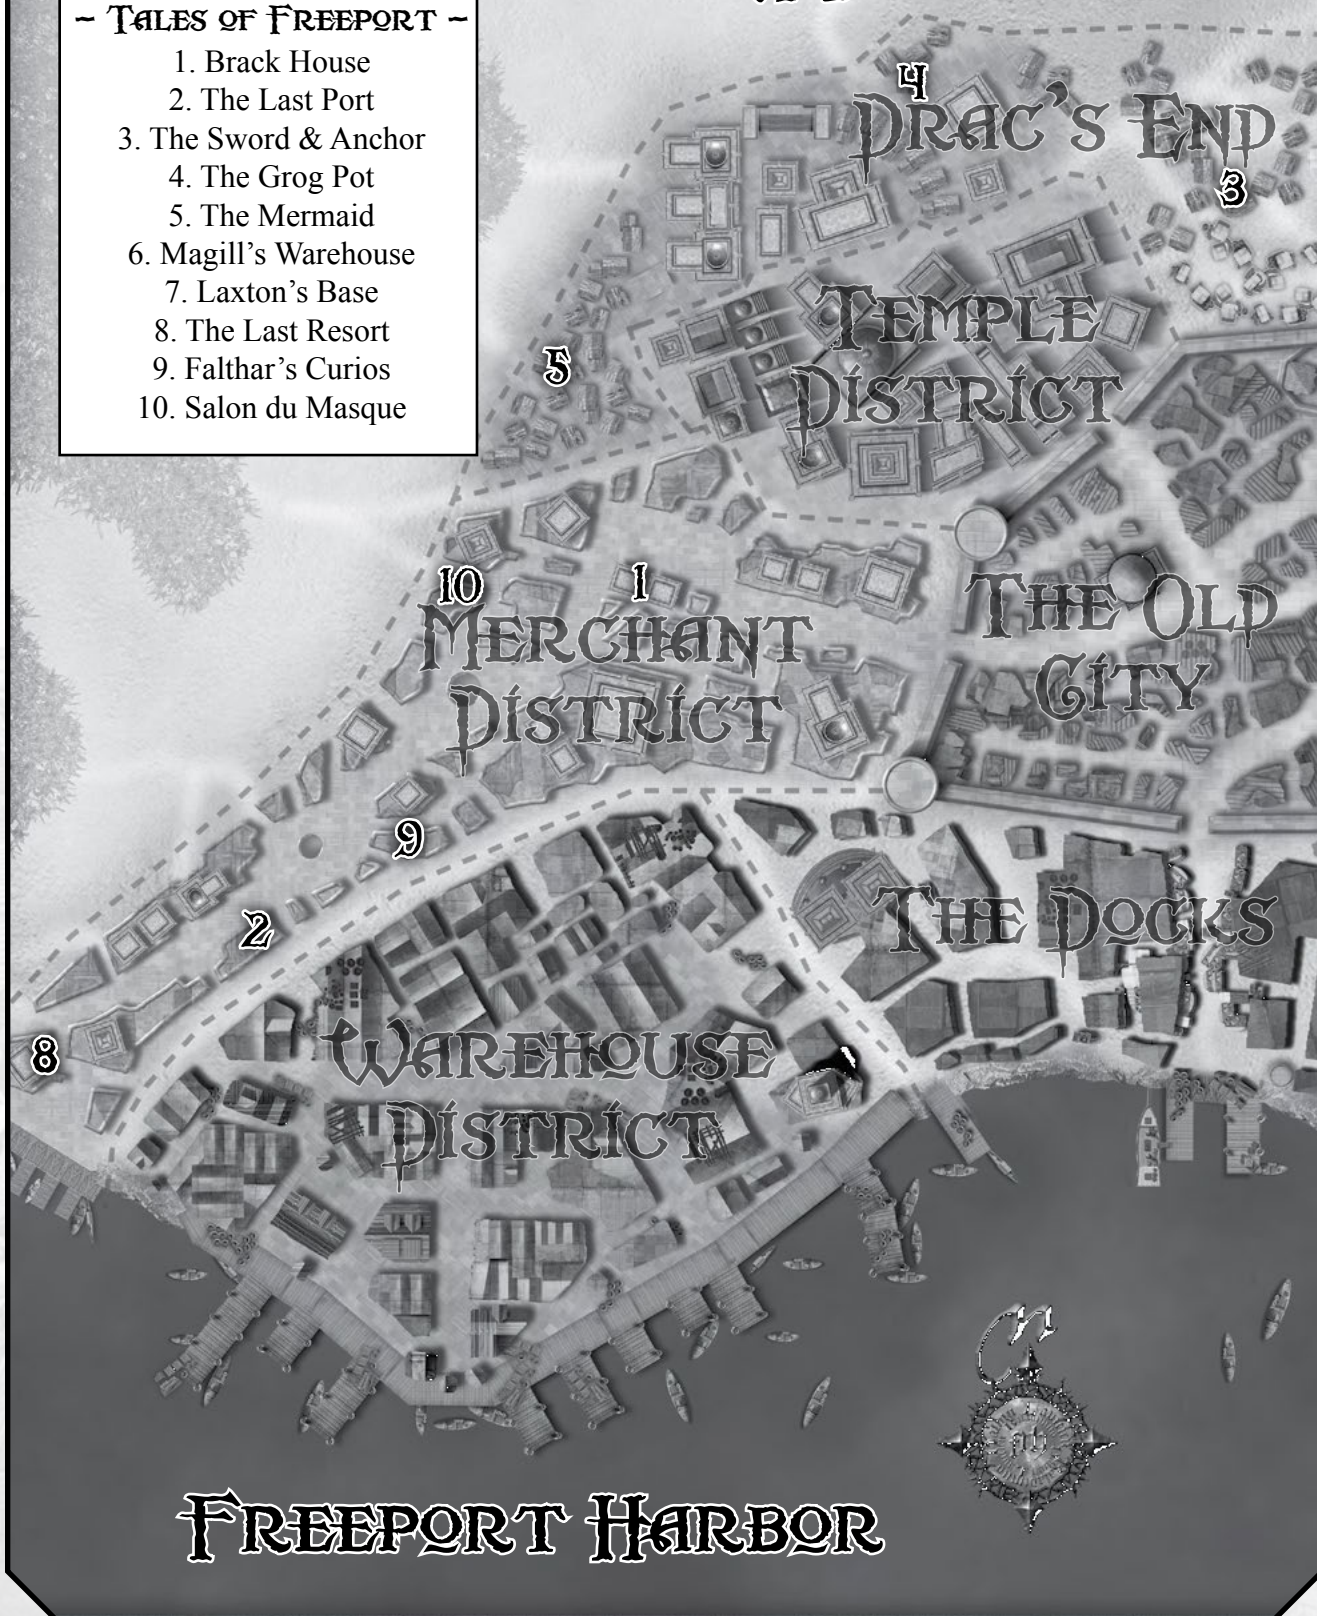 ~ Tales of Freeport ~
1. Brack House
2. The Last Port
3. The Sword & Anchor
4. The Grog Pot
5. The Mermaid
6. Magill's Warehouse
7. Laxton's Base
8. The Last Resort
9. Falthar's Curios
10. Salon du Masque
4
Drac's End
3
Temple
District
5
10
1
Merchant
District
The Old
City
9
2
The Docks
8
Warehouse
District
n
Freeport Harbor